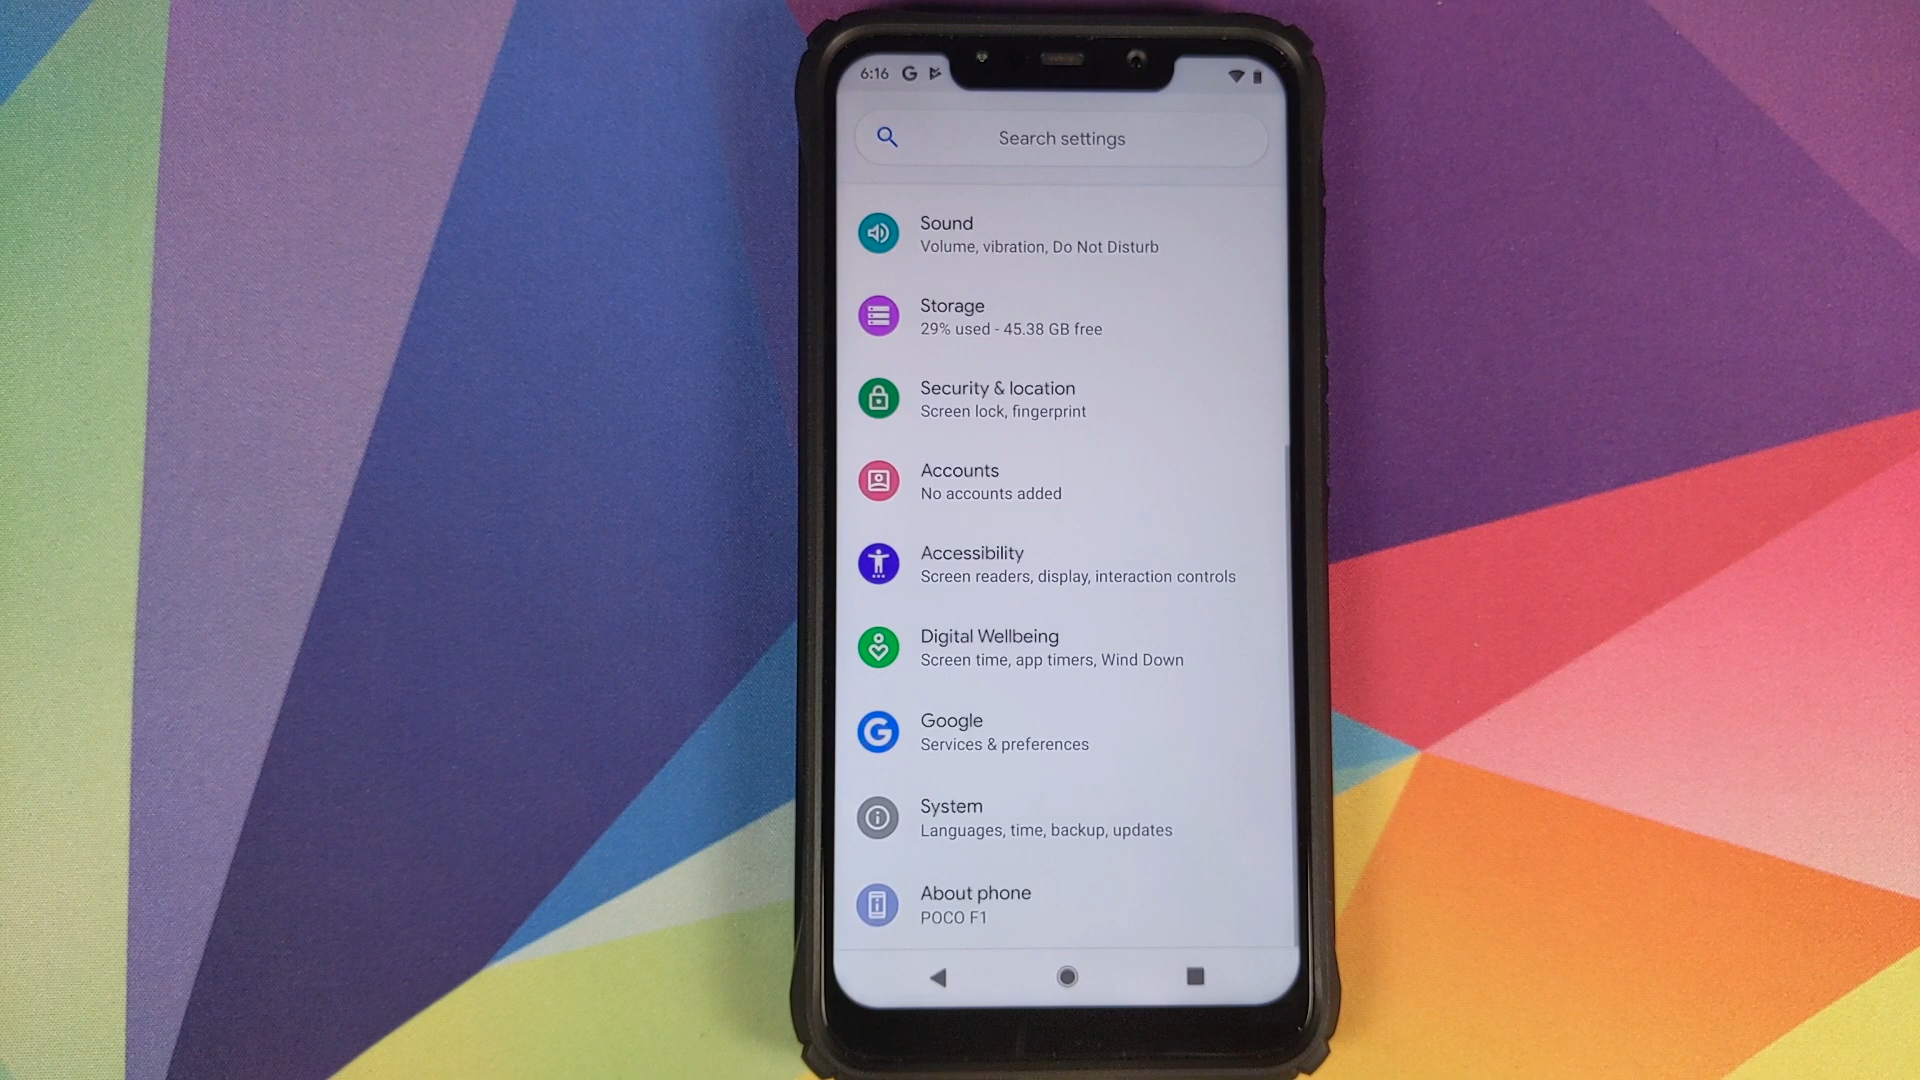 6:16 G
Search settings
Sound
Volume, vibration, Do Not Disturb
Storage
29% used - 45.38 GB free
Security & location
Screen lock, fingerprint
Accounts
No accounts added
Accessibility
Screen readers, display, interaction controls
Digital Wellbeing
Screen time, app timers, Wind Down
G
Google
Services & preferences
System
Languages, time, backup, updates
About phone
POCO F1